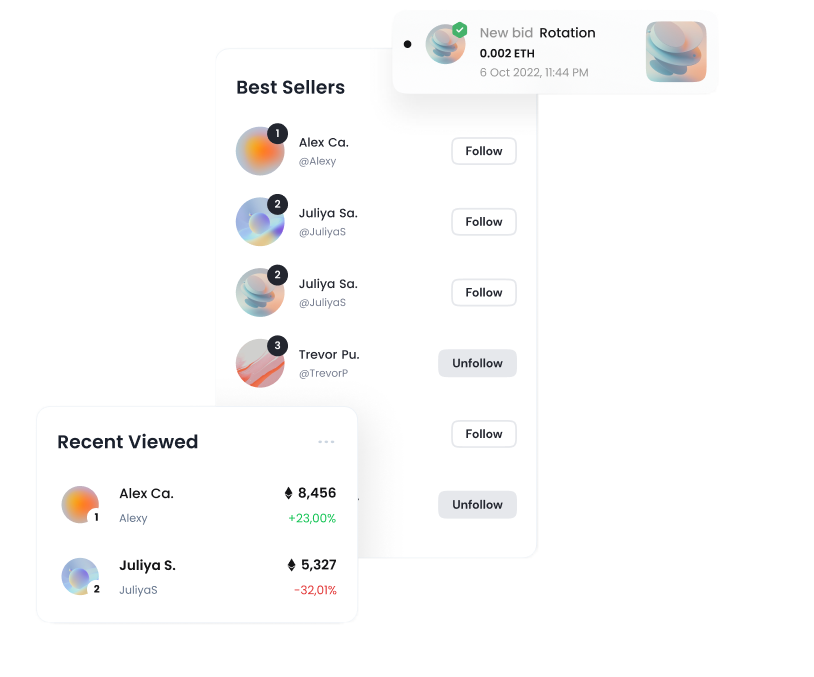 New bid Rotation
0.002 ETH
6 Oct 2022, 11:44 PM
Best Sellers
1
Alex Ca.
@Alexy
Follow
2
Juliya Sa.
@JuliyaS
Follow
2
Juliya Sa.
@JuliyaS
Follow
3
Trevor Pu.
@TrevorP
Unfollow
Follow
Unfollow
Recent Viewed
1
Alex Ca.
8,456
Alexy
+23,00%
2
Juliya S.
5,327
JuliyaS
-32,01%